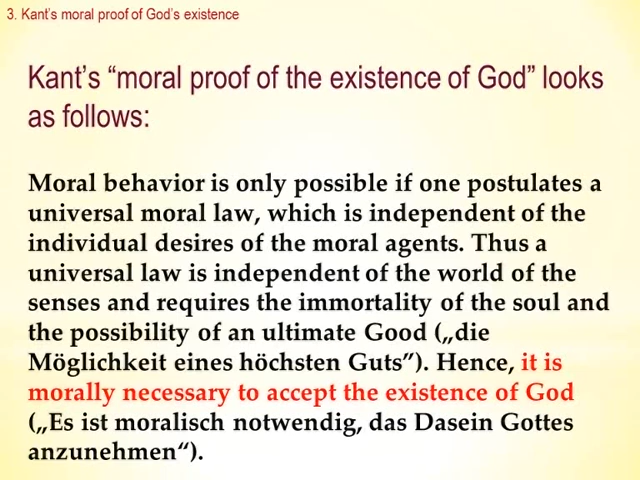 3. Kant's moral proof of God's existence
Kant's “moral proof of the existence of God” looks
as follows:
Moral behavior is only possible if one postulates a
universal moral law, which is independent of the
individual desires of the moral agents. Thus a
universal law is independent of the world of the
senses and requires the immortality of the soul and
the possibility of an ultimate Good („die
Möglichkeit eines höchsten Guts”). Hence, it is
morally necessary to accept the existence of God
(„Es ist moralisch notwendig, das Dasein Gottes
anzunehmen“).